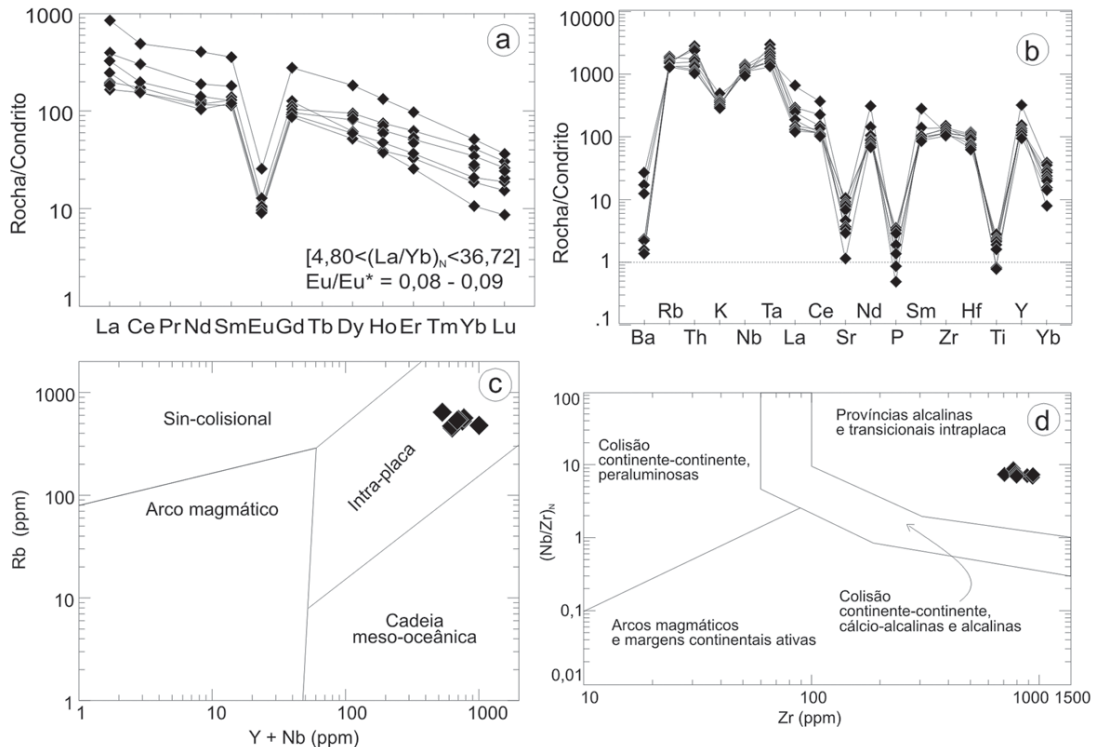 a
Rocha/Condrito
1000
100
10
1
[4,80<(La/Yb)N<36,72]
Eu/Eu* = 0,08 - 0,09
La Ce Pr Nd Sm Eu Gd Tb Dy Ho Er Tm Yb Lu
b
Rocha/Condrito
10000
1000
100
10
1
.1
Rb K Ta Ce Nd Sm Hf Y
Ba Th Nb La Sr P Zr Ti Yb
c
Rb (ppm)
1000
100
10
1
Sin-colisional
Intra-placa
Arco magmático
Cadeia
meso-oceânica
1 10 100 1000
Y + Nb (ppm)
d
(Nb/Zr)N
100
10
1
0,1
0,01
Províncias alcalinas
e transicionais intraplaca
Colisão
continente-continente,
peraluminosas
Colisão
continente-continente,
cálcio-alcalinas e alcalinas
Arcos magmáticos
e margens continentais ativas
10 100 1000 1500
Zr (ppm)